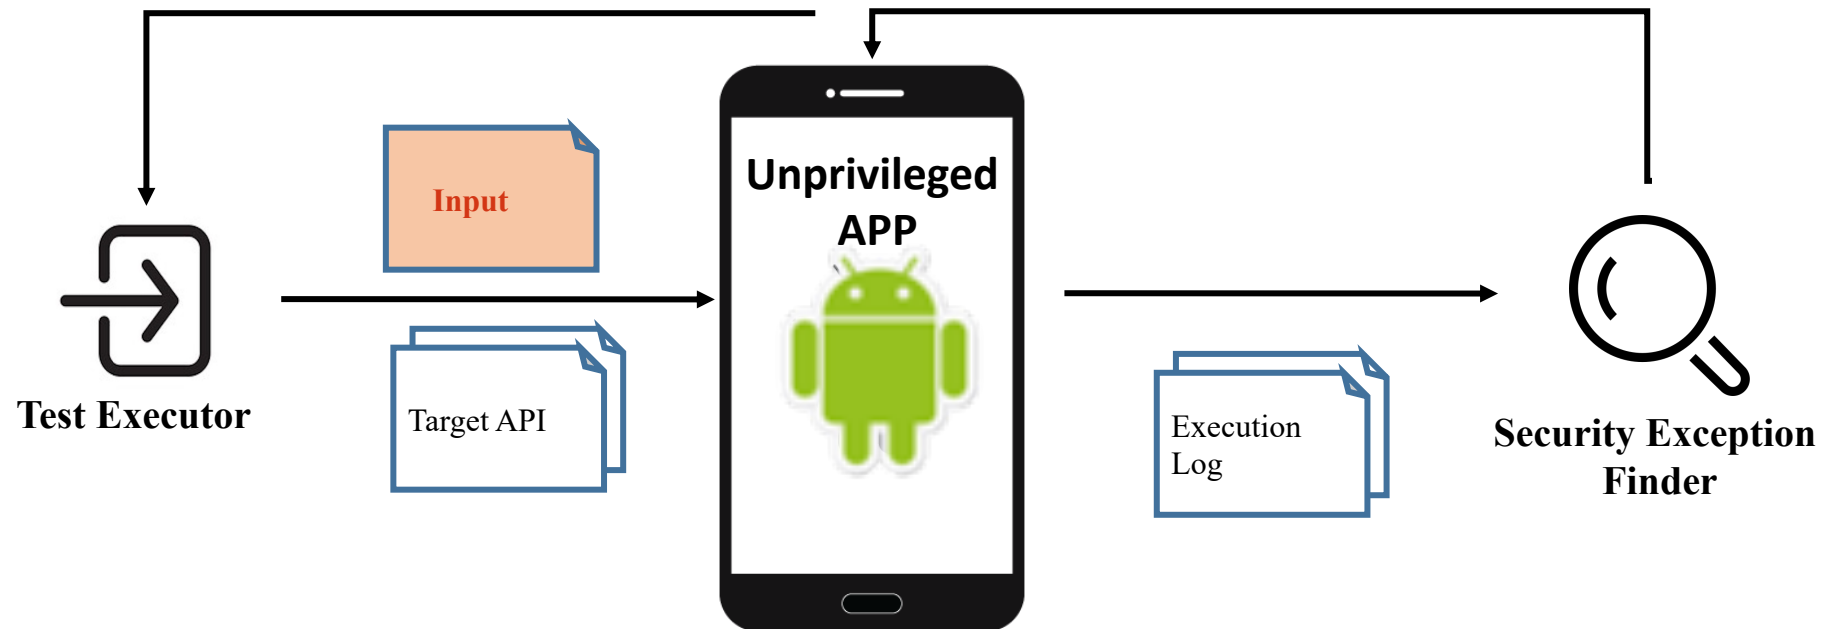 Input
Unprivileged
APP
Test Executor
Target API
Execution
Log
Security Exception
Finder